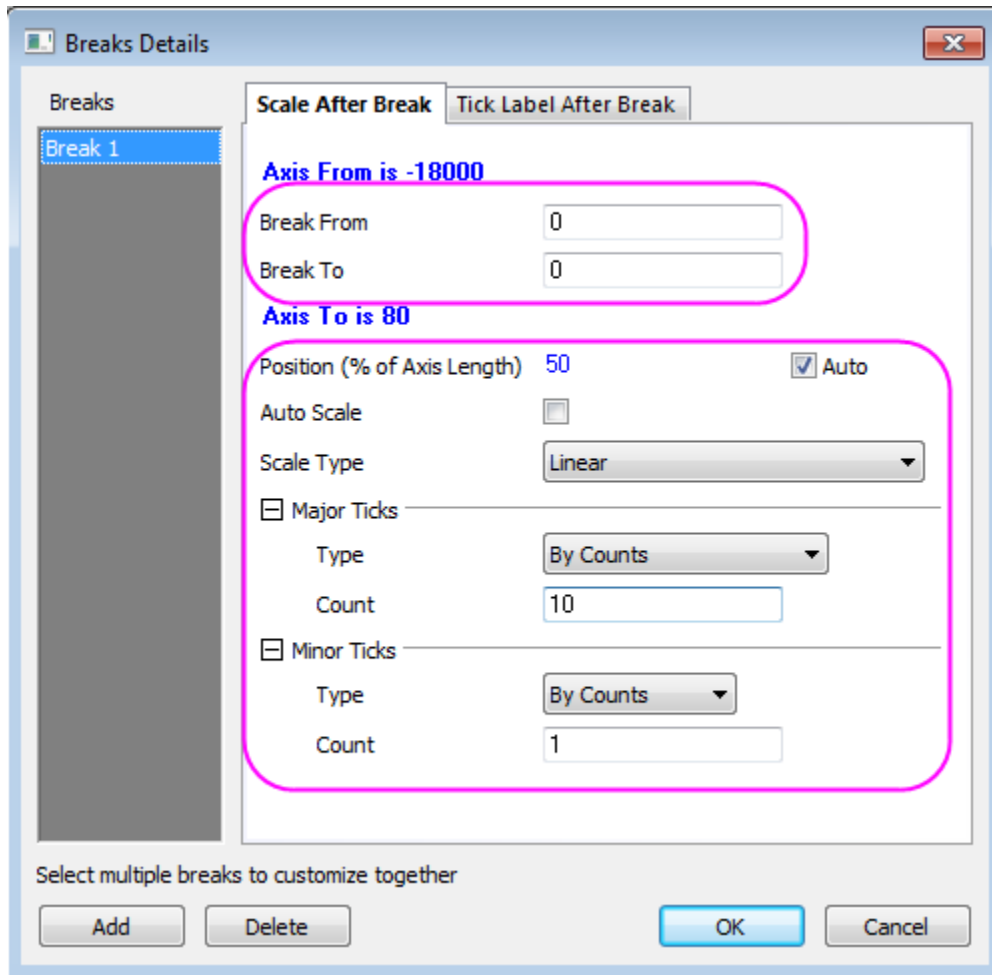 Breaks Details
Breaks
Break 1
Scale After Break Tick Label After Break
Axis From is -18000
Break From 0
Break To 0
Axis To is 80
Position (% of Axis Length) 50 Auto
Auto Scale
Scale Type Linear
Major Ticks
Type By Counts
Count 10
Minor Ticks
Type By Counts
Count 1
Select multiple breaks to customize together
Add Delete OK Cancel